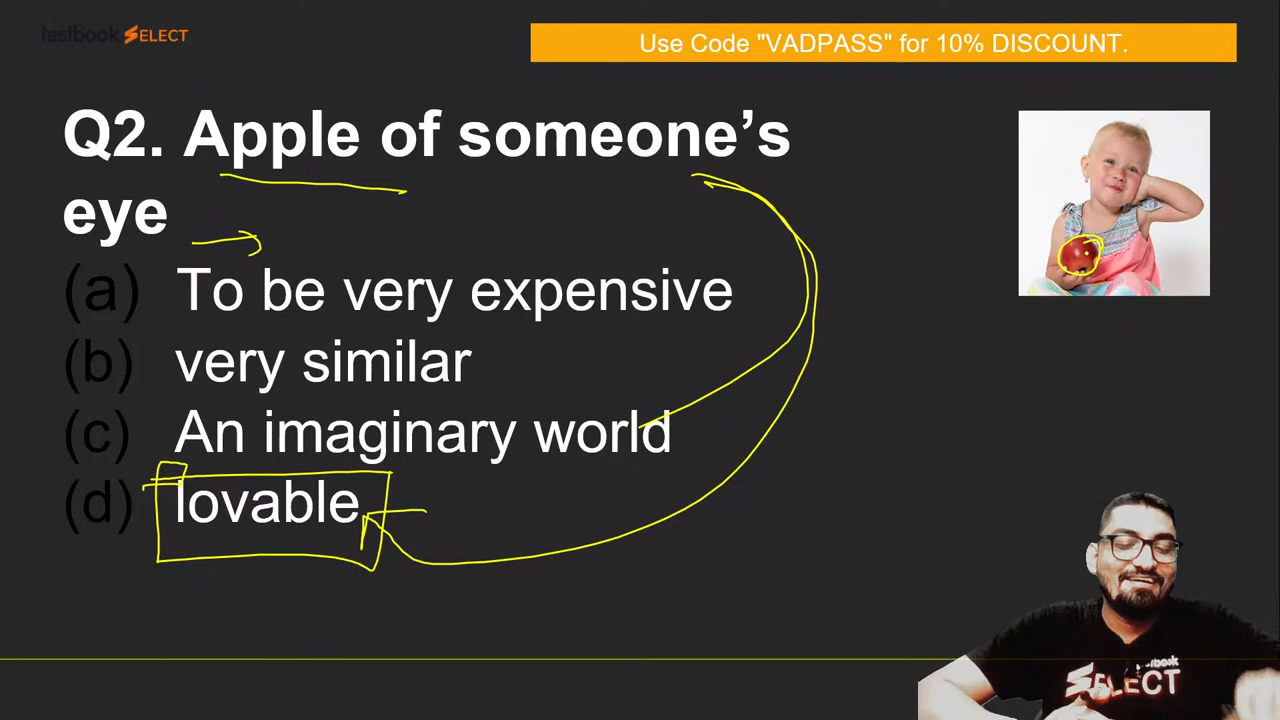 testbook SELECT
Use Code "VADPASS" for 10% DISCOUNT.
Q2. Apple of someone's
eye
(a) To be very expensive
(b) very similar
(c) An imaginary world
(d) lovable
testbook
SELECT